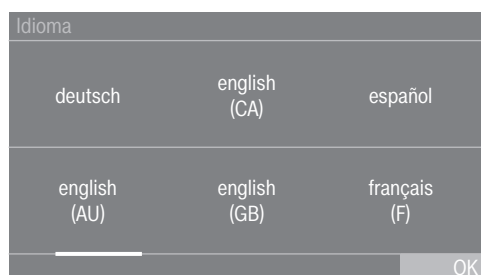 Idioma
deutsch
english
(CA)
español
english
(AU)
english
(GB)
français
(F)
OK